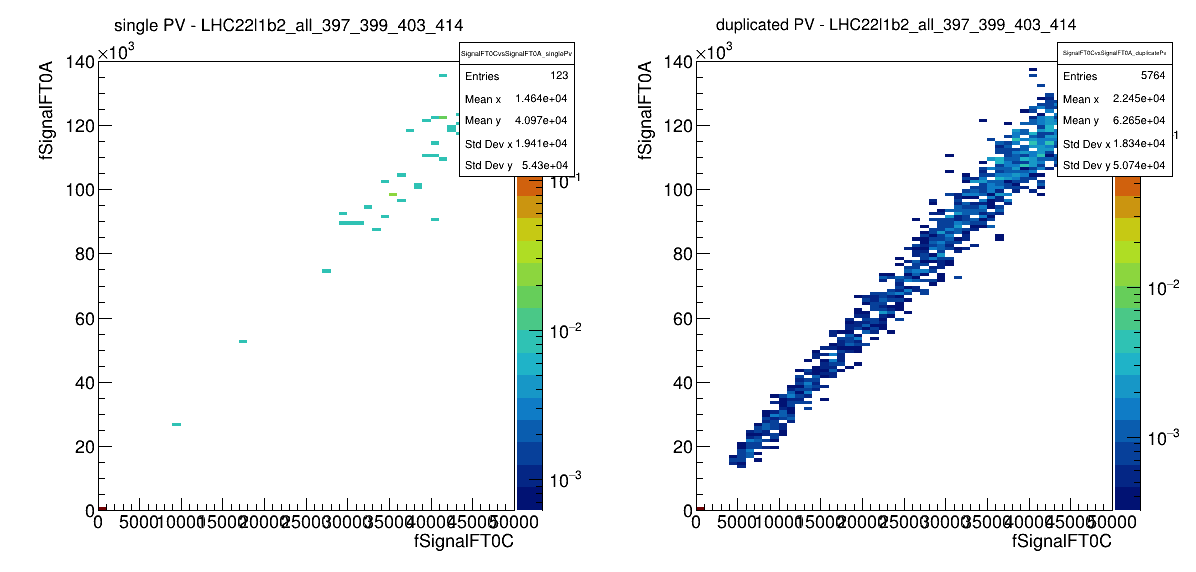 single PV - LHC22l1b2_all_397_399_403_414
×10³
fSignalFT0A
140
120
100
80
60
40
20
0
0 5000 10000 15000 20000 25000 30000 35000 40000 45000 50000
fSignalFT0C
SignalFT0CvsSignalFT0A_singlePv
Entries 123
Mean x 1.464e+04
Mean y 4.097e+04
Std Dev x 1.941e+04
Std Dev y 5.43e+04
10⁻¹
10⁻²
10⁻³
duplicated PV - LHC22l1b2_all_397_399_403_414
×10³
fSignalFT0A
140
120
100
80
60
40
20
0
0 5000 10000 15000 20000 25000 30000 35000 40000 45000 50000
fSignalFT0C
SignalFT0CvsSignalFT0A_duplicatePv
Entries 5764
Mean x 2.245e+04
Mean y 6.265e+04
Std Dev x 1.834e+04
Std Dev y 5.074e+04
1
10⁻²
10⁻³